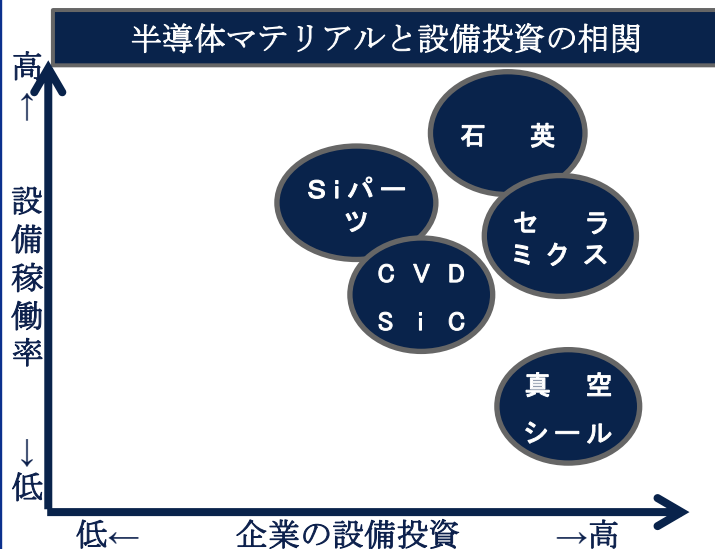 半導体マテリアルと設備投資の相関
高
↑
設備稼働率
↓
低
石 英
Siパー
ツ
セ ラ
ミクス
CVD
SiC
真 空
シール
低← 企業の設備投資 →高